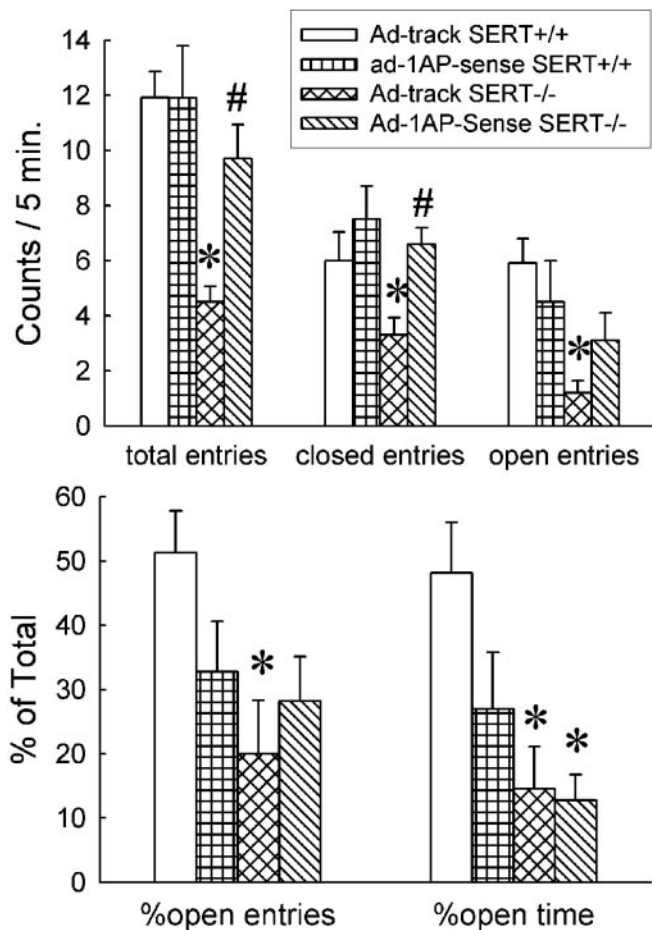 Ad-track SERT+/+
ad-1AP-sense SERT+/+
Ad-track SERT-/-
Ad-1AP-Sense SERT-/-
Counts / 5 min.
14
12
10
8
6
4
2
0
#
*
#
*
*
total entries closed entries open entries
% of Total
60
50
40
30
20
10
0
*
*
*
%open entries %open time